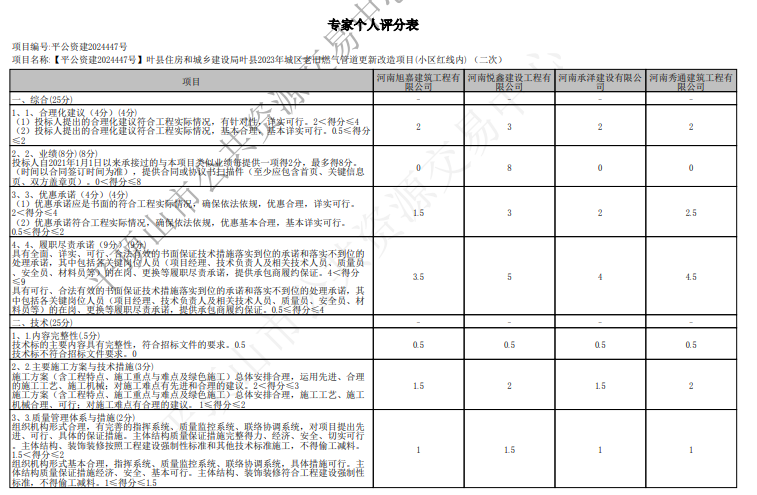 专家个人评分表
项目编号:平公资建2024447号
项目名称:【平公资建2024447号】叶县住房和城乡建设局叶县2023年城区老旧燃气管道更新改造项目(小区红线内)（二次）
项目 河南旭嘉建筑工程有限公司 河南悦鑫建设工程有限公司 河南承泽建设有限公司 河南秀通建筑工程有限公司
一、综合(25分) - - - -
1、1、合理化建议（4分）(4分)
（1）投标人提出的合理化建议符合工程实际情况，有针对性，详实可行。2＜得分≤4
（2）投标人提出的合理化建议符合工程实际情况，基本合理、基本详实可行。0.5≤得分
≤2
2 3 2 2
2、2、业绩(8分)(8分)
投标人自2021年1月1日以来承接过的与本项目类似业绩每提供一项得2分，最多得8分。
（时间以合同签订时间为准），提供合同或协议书扫描件（至少应包含首页、关键信息
页、双方盖章页）。0＜得分≤8
0 8 0 0
3、3、优惠承诺（4分）(4分)
（1）优惠承诺应是书面的符合工程实际情况；确保依法依规，优惠合理，详实可行。
2＜得分≤4
（2）优惠承诺符合工程实际情况，确保依法依规，优惠基本合理，基本详实可行。
0.5≤得分≤2
1.5 3 2 2.5
4、4、履职尽责承诺（9分）(9分)
具有全面、详实、可行、合法有效的书面保证技术措施落实到位的承诺和落实不到位的
处理承诺，其中包括各关键岗位人员（项目经理、技术负责人及相关技术人员、质量员
、安全员、材料员等）的在岗、更换等履职尽责承诺，提供承包商履约保证。4＜得分
≤9
具有可行、合法有效的书面保证技术措施落实到位的承诺和落实不到位的处理承诺，其
中包括各关键岗位人员（项目经理、技术负责人及相关技术人员、质量员、安全员、材
料员等）的在岗、更换等履职尽责承诺，提供承包商履约保证。0.5≤得分≤4
3.5 5 4 4.5
二、技术(25分) - - - -
1、1.内容完整性(.5分)
技术标的主要内容具有完整性，符合招标文件的要求。0.5
技术标不符合招标文件要求。0
0.5 0.5 0.5 0.5
2、2.主要施工方案与技术措施(3分)
施工方案（含工程特点、施工重点与难点及绿色施工）总体安排合理，运用先进、合理
的施工工艺、施工机械；对施工难点有先进和合理的建议。2＜得分≤3
施工方案（含工程特点、施工重点与难点及绿色施工）总体安排合理，施工工艺、施工
机械合理、可行；对施工难点有合理的建议。 1≤得分≤2
1.5 2 1.5 2
3、3.质量管理体系与措施(2分)
组织机构形式合理，有完善的指挥系统、质量监控系统、联络协调系统，对项目提出先
进、可行、具体的保证措施。主体结构质量保证措施完整得力、经济、安全、切实可行
。主体结构、装饰装修按照工程建设强制性标准和其他技术标准施工，不得偷工减料。
1.5＜得分≤2
组织机构形式基本合理，指挥系统、质量监控系统、联络协调系统，具体措施可行。主
体结构质量保证措施经济、安全、基本可行。主体结构、装饰装修符合工程建设强制性
标准，不得偷工减料。1≤得分≤1.5
1 1.5 1 1